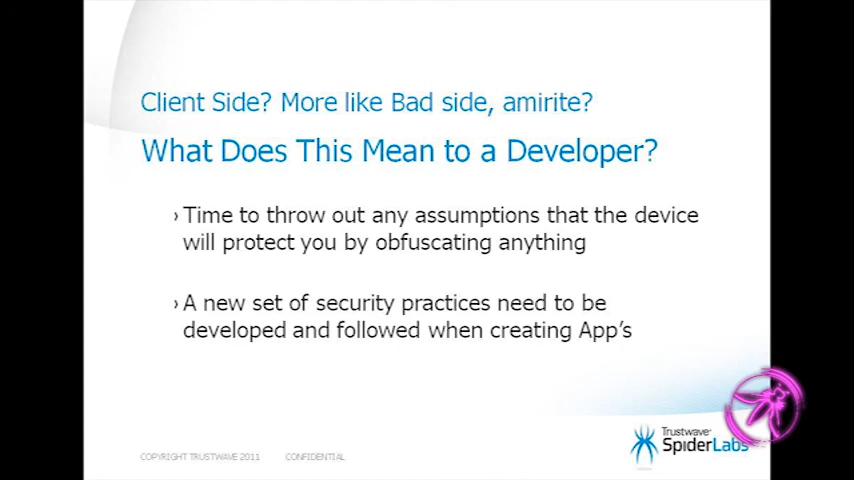 Client Side? More like Bad side, amirite?
What Does This Mean to a Developer?
› Time to throw out any assumptions that the device
will protect you by obfuscating anything
› A new set of security practices need to be
developed and followed when creating App's
Trustwave®
SpiderLabs
COPYRIGHT TRUSTWAVE 2011 CONFIDENTIAL